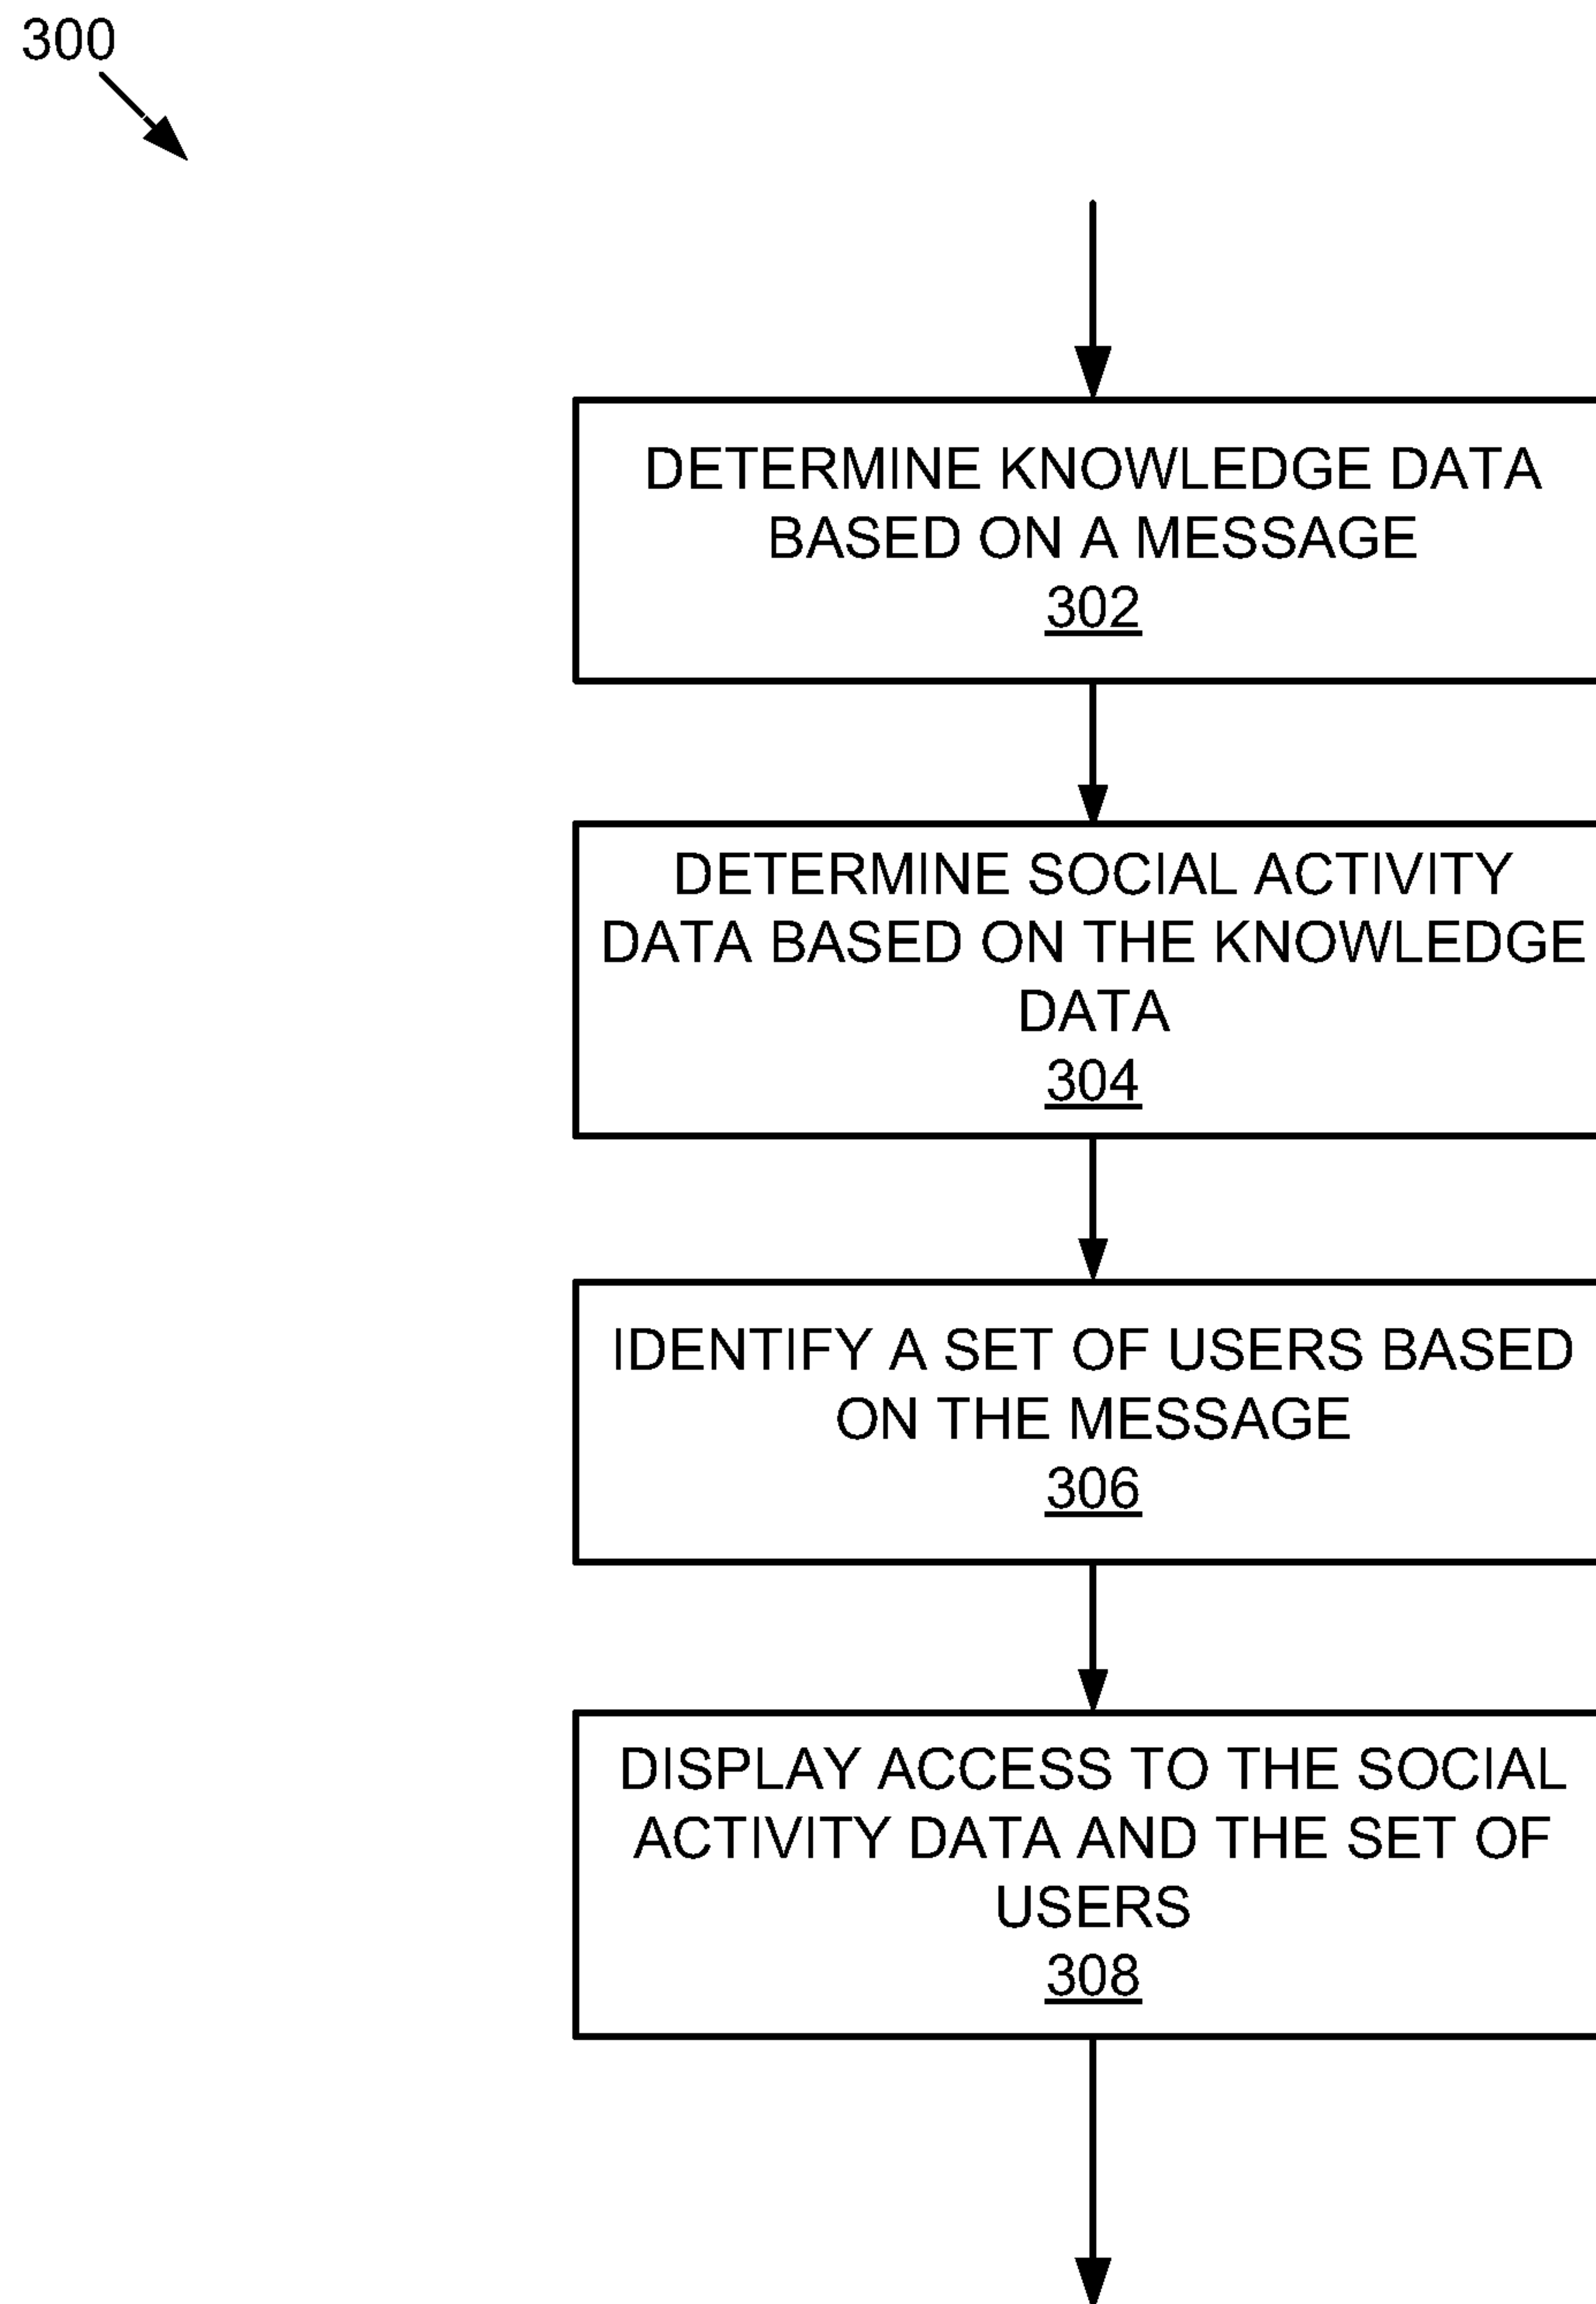 300
DETERMINE KNOWLEDGE DATA
BASED ON A MESSAGE
302
DETERMINE SOCIAL ACTIVITY
DATA BASED ON THE KNOWLEDGE
DATA
304
IDENTIFY A SET OF USERS BASED
ON THE MESSAGE
306
DISPLAY ACCESS TO THE SOCIAL
ACTIVITY DATA AND THE SET OF
USERS
308